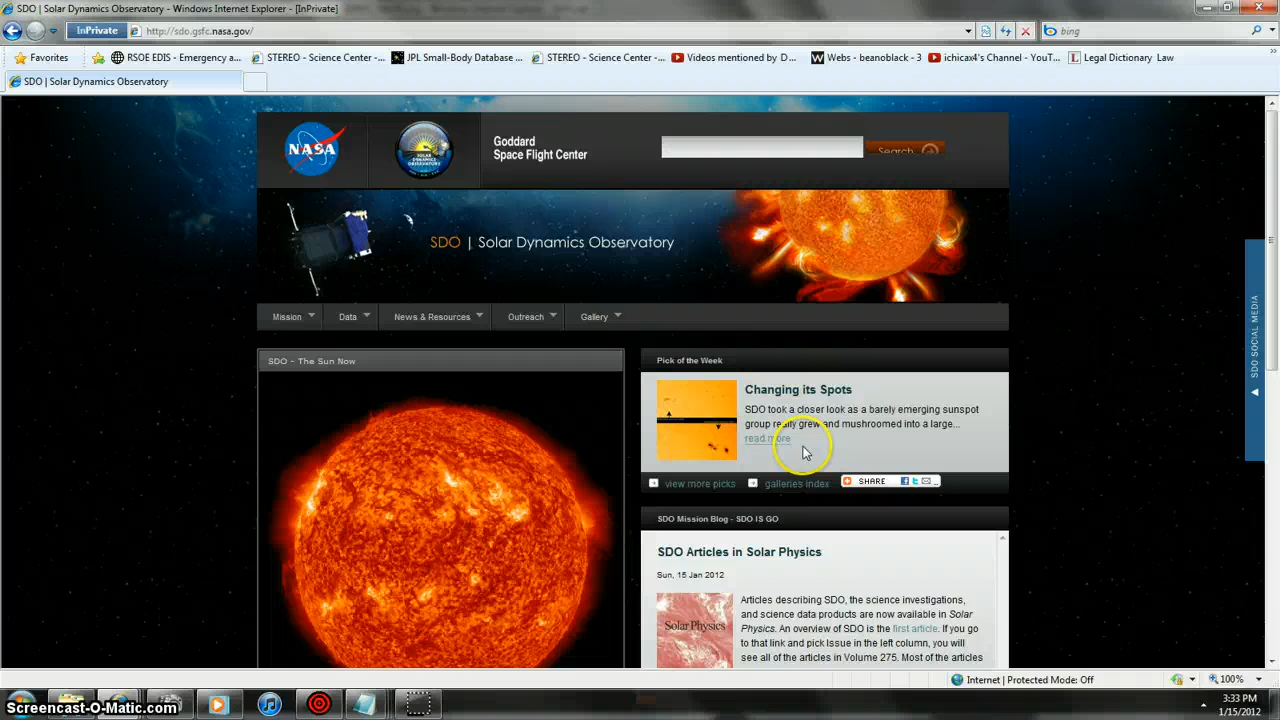 SDO | Solar Dynamics Observatory - Windows Internet Explorer - [InPrivate]
InPrivate http://sdo.gsfc.nasa.gov/ bing
Favorites RSOE EDIS - Emergency a... STEREO - Science Center -... JPL Small-Body Database ... STEREO - Science Center -... Videos mentioned by D... Webs - beanoblack - 3 ichicax4's Channel - YouT... Legal Dictionary Law
SDO | Solar Dynamics Observatory
NASA
SOLAR DYNAMICS OBSERVATORY
Goddard
Space Flight Center
Search
SDO | Solar Dynamics Observatory
Mission Data News & Resources Outreach Gallery
SDO SOCIAL MEDIA
SDO - The Sun Now
Pick of the Week
Changing its Spots
SDO took a closer look as a barely emerging sunspot
group really grew and mushroomed into a large...
read more
view more picks galleries index SHARE
SDO Mission Blog - SDO IS GO
SDO Articles in Solar Physics
Sun, 15 Jan 2012
Solar Physics
Articles describing SDO, the science investigations,
and science data products are now available in Solar
Physics. An overview of SDO is the first article. If you go
to that link and pick Issue in the left column, you will
see all of the articles in Volume 275. Most of the articles
Internet | Protected Mode: Off 100%
Screencast-O-Matic.com
3:33 PM
1/15/2012